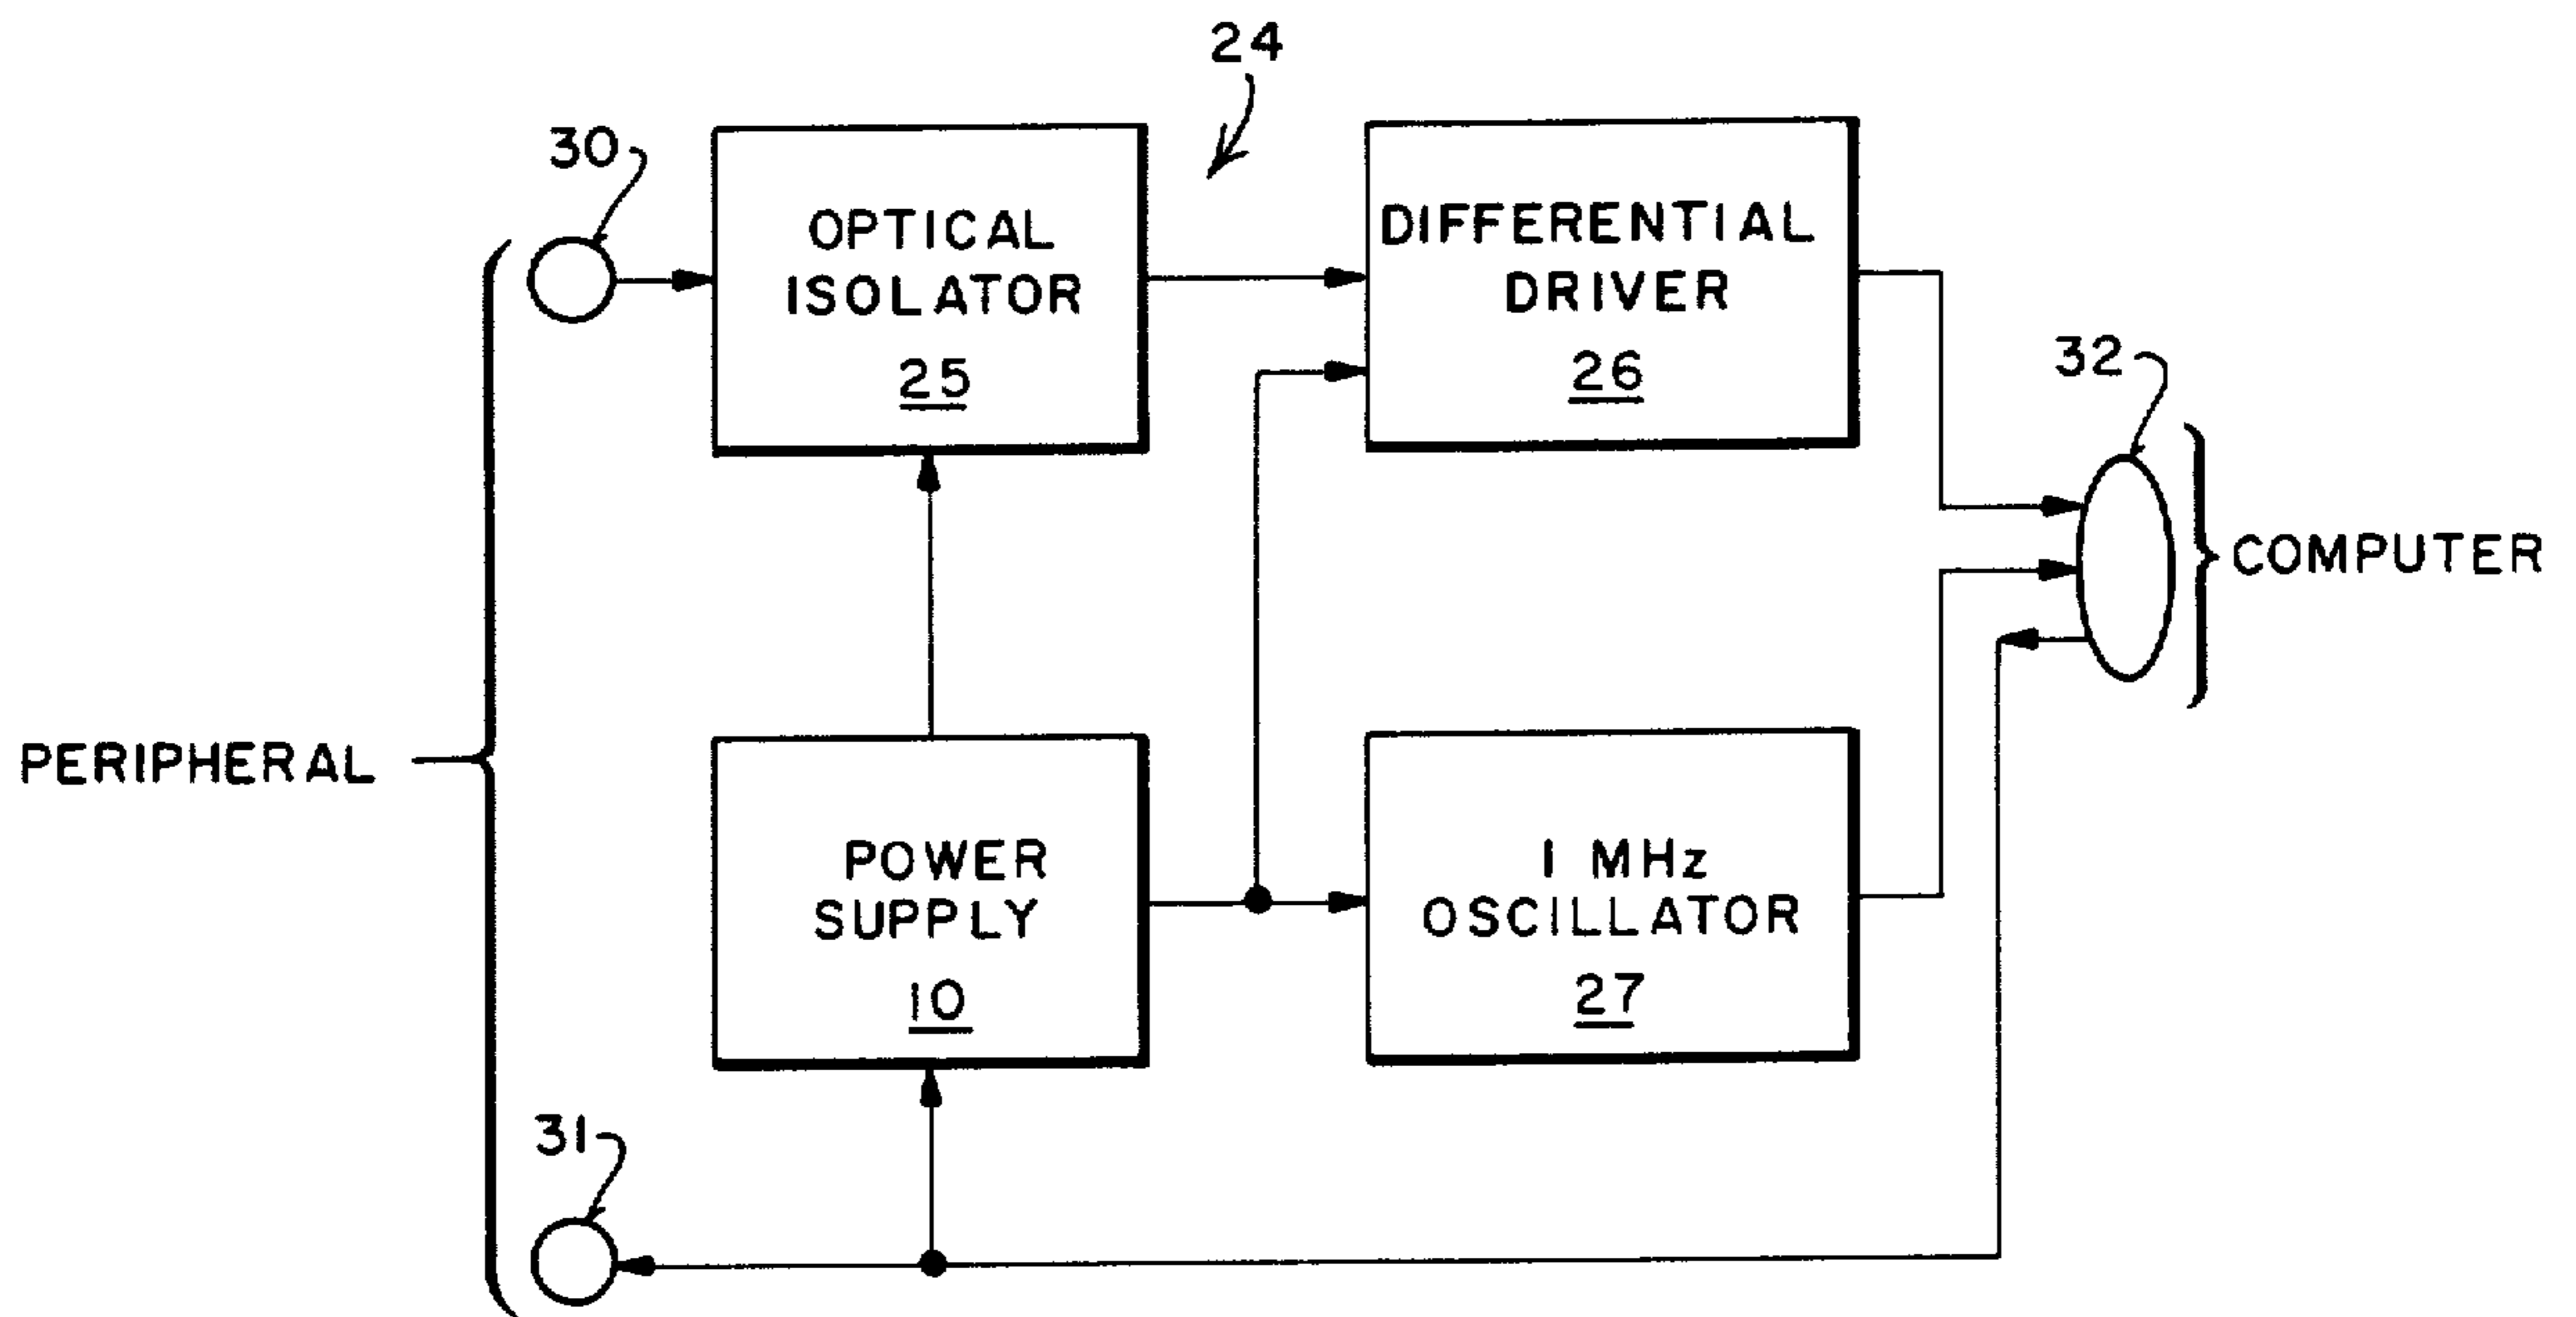 24
30
OPTICAL
ISOLATOR
25
DIFFERENTIAL
DRIVER
26
32
COMPUTER
PERIPHERAL
POWER
SUPPLY
10
1 MHz
OSCILLATOR
27
31